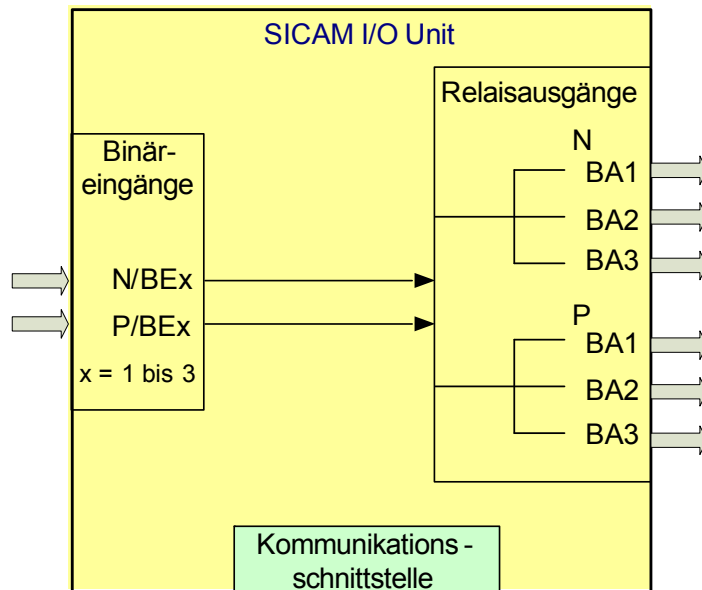 SICAM I/O Unit
Binär-
eingänge
N/BEx
P/BEx
x = 1 bis 3
Relaisausgänge
N
BA1
BA2
BA3
P
BA1
BA2
BA3
Kommunikations -
schnittstelle